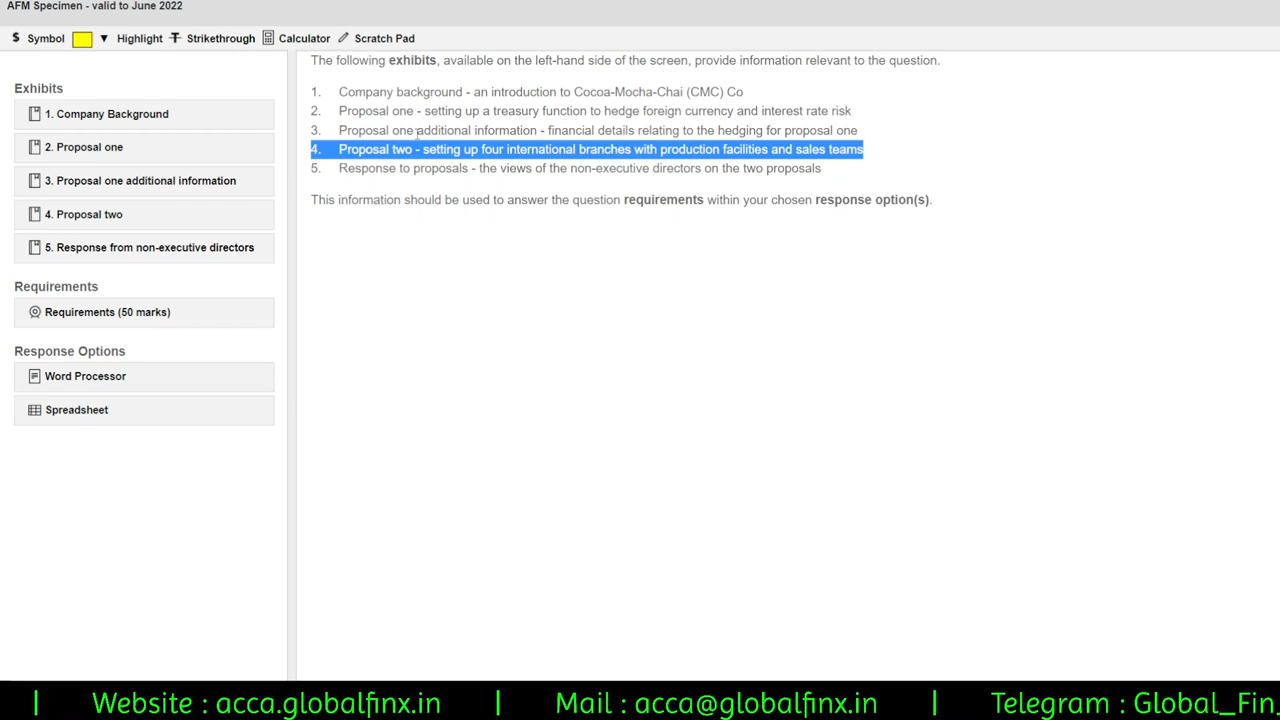 AFM Specimen - valid to June 2022
$ Symbol Highlight T Strikethrough Calculator Scratch Pad
Exhibits
1. Company Background
2. Proposal one
3. Proposal one additional information
4. Proposal two
5. Response from non-executive directors
Requirements
Requirements (50 marks)
Response Options
Word Processor
Spreadsheet
The following exhibits, available on the left-hand side of the screen, provide information relevant to the question.
1. Company background - an introduction to Cocoa-Mocha-Chai (CMC) Co
2. Proposal one - setting up a treasury function to hedge foreign currency and interest rate risk
3. Proposal one additional information - financial details relating to the hedging for proposal one
4. Proposal two - setting up four international branches with production facilities and sales teams
5. Response to proposals - the views of the non-executive directors on the two proposals
This information should be used to answer the question requirements within your chosen response option(s).
| Website : acca.globalfinx.in | Mail : acca@globalfinx.in | Telegram : Global_Fin